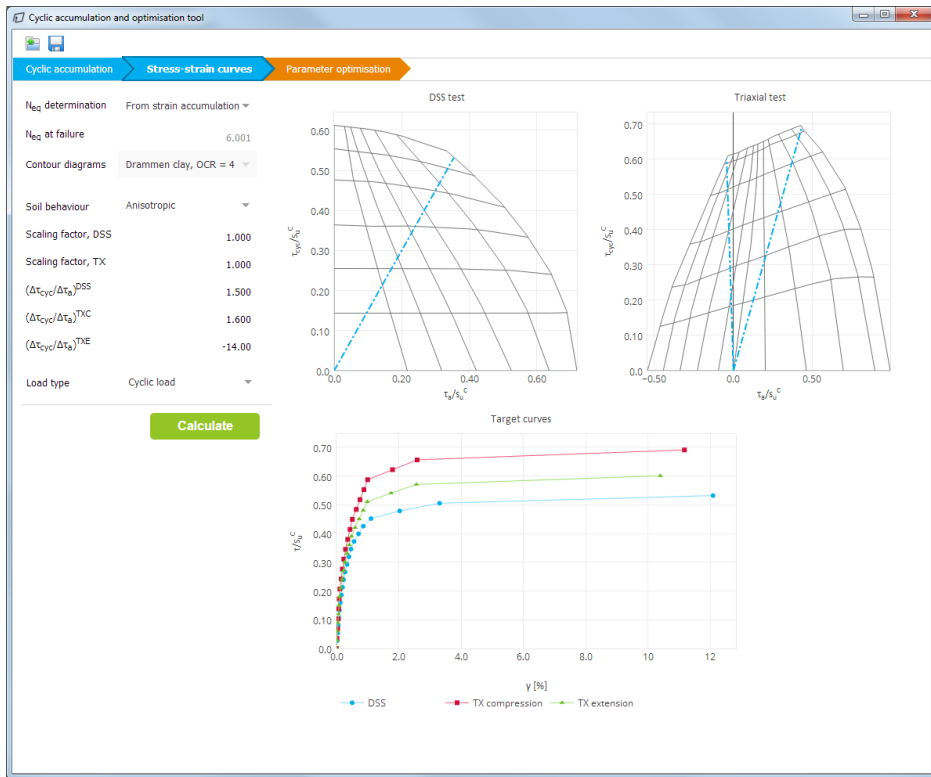 Cyclic accumulation and optimisation tool
Cyclic accumulation
Stress-strain curves
Parameter optimisation
Neq determination From strain accumulation
Neq at failure 6.001
Contour diagrams Drammen clay, OCR = 4
Soil behaviour Anisotropic
Scaling factor, DSS 1.000
Scaling factor, TX 1.000
(Δτcyc/Δτa)DSS 1.500
(Δτcyc/Δτa)TXC 1.600
(Δτcyc/Δτa)TXE -14.00
Load type Cyclic load
Calculate
DSS test
0.60
0.50
0.40
0.30
0.20
0.10
0.0
τcyc/suC
0.0 0.20 0.40 0.60
τa/suC
Triaxial test
0.70
0.60
0.50
0.40
0.30
0.20
0.10
0.0
τcyc/suC
−0.50 0.0 0.50
τa/suC
Target curves
0.70
0.60
0.50
0.40
0.30
0.20
0.10
0.0
τ/suC
0.0 2.0 4.0 6.0 8.0 10 12
γ [%]
DSS TX compression TX extension